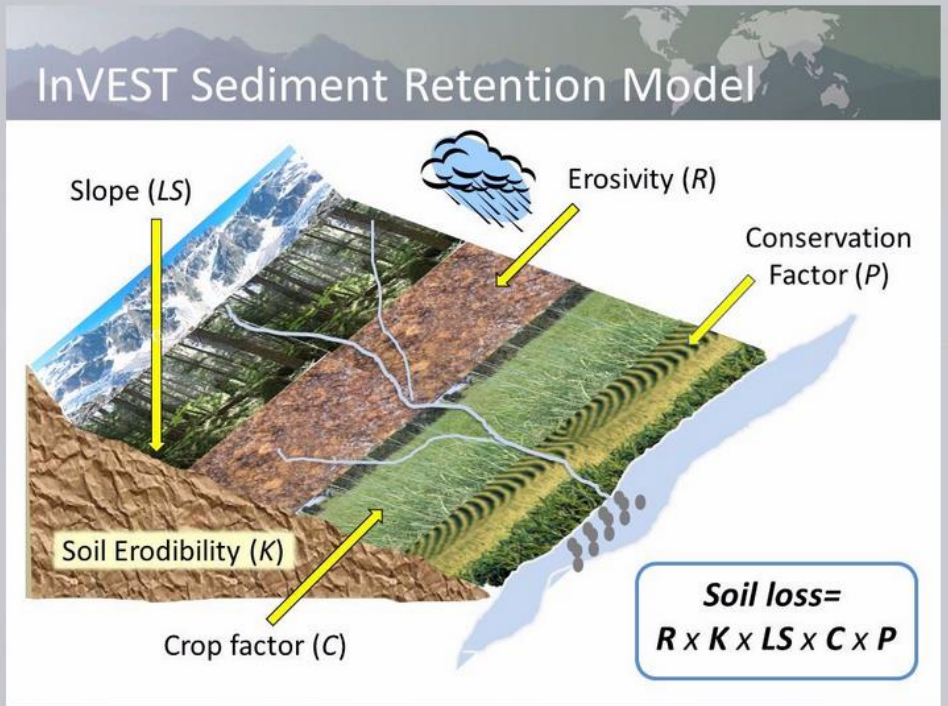 InVEST Sediment Retention Model
Slope (LS)
Erosivity (R)
Conservation
Factor (P)
Soil Erodibility (K)
Crop factor (C)
Soil loss=
R x K x LS x C x P